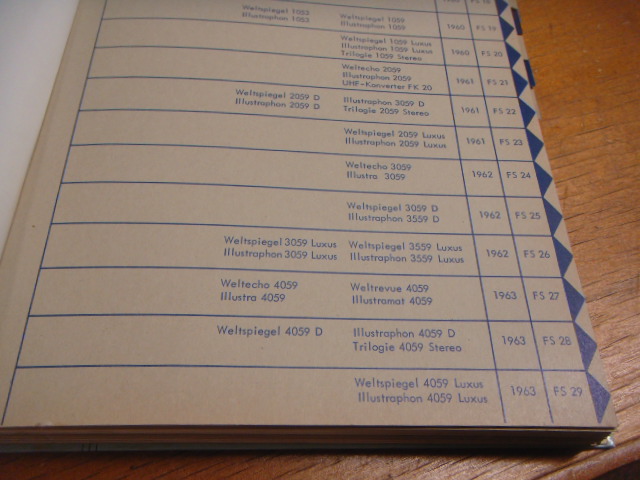 Weltspiegel 1053 Weltspiegel 1059
Illustraphon 1053 Illustraphon 1059 1960 FS 19
Weltspiegel 1059 Luxus
Illustraphon 1059 Luxus 1960 FS 20
Trilogie 1059 Stereo
Weltecho 2059
Illustraphon 2059 1961 FS 21
UHF-Konverter FK 20
Weltspiegel 2059 D Illustraphon 3059 D
Illustraphon 2059 D Trilogie 2059 Stereo 1961 FS 22
Weltspiegel 2059 Luxus
Illustraphon 2059 Luxus 1961 FS 23
Weltecho 3059
Illustra 3059 1962 FS 24
Weltspiegel 3059 D
Illustraphon 3559 D 1962 FS 25
Weltspiegel 3059 Luxus Weltspiegel 3559 Luxus
Illustraphon 3059 Luxus Illustraphon 3559 Luxus 1962 FS 26
Weltecho 4059 Weltrevue 4059
Illustra 4059 Illustramat 4059 1963 FS 27
Weltspiegel 4059 D Illustraphon 4059 D
Trilogie 4059 Stereo 1963 FS 28
Weltspiegel 4059 Luxus
Illustraphon 4059 Luxus 1963 FS 29